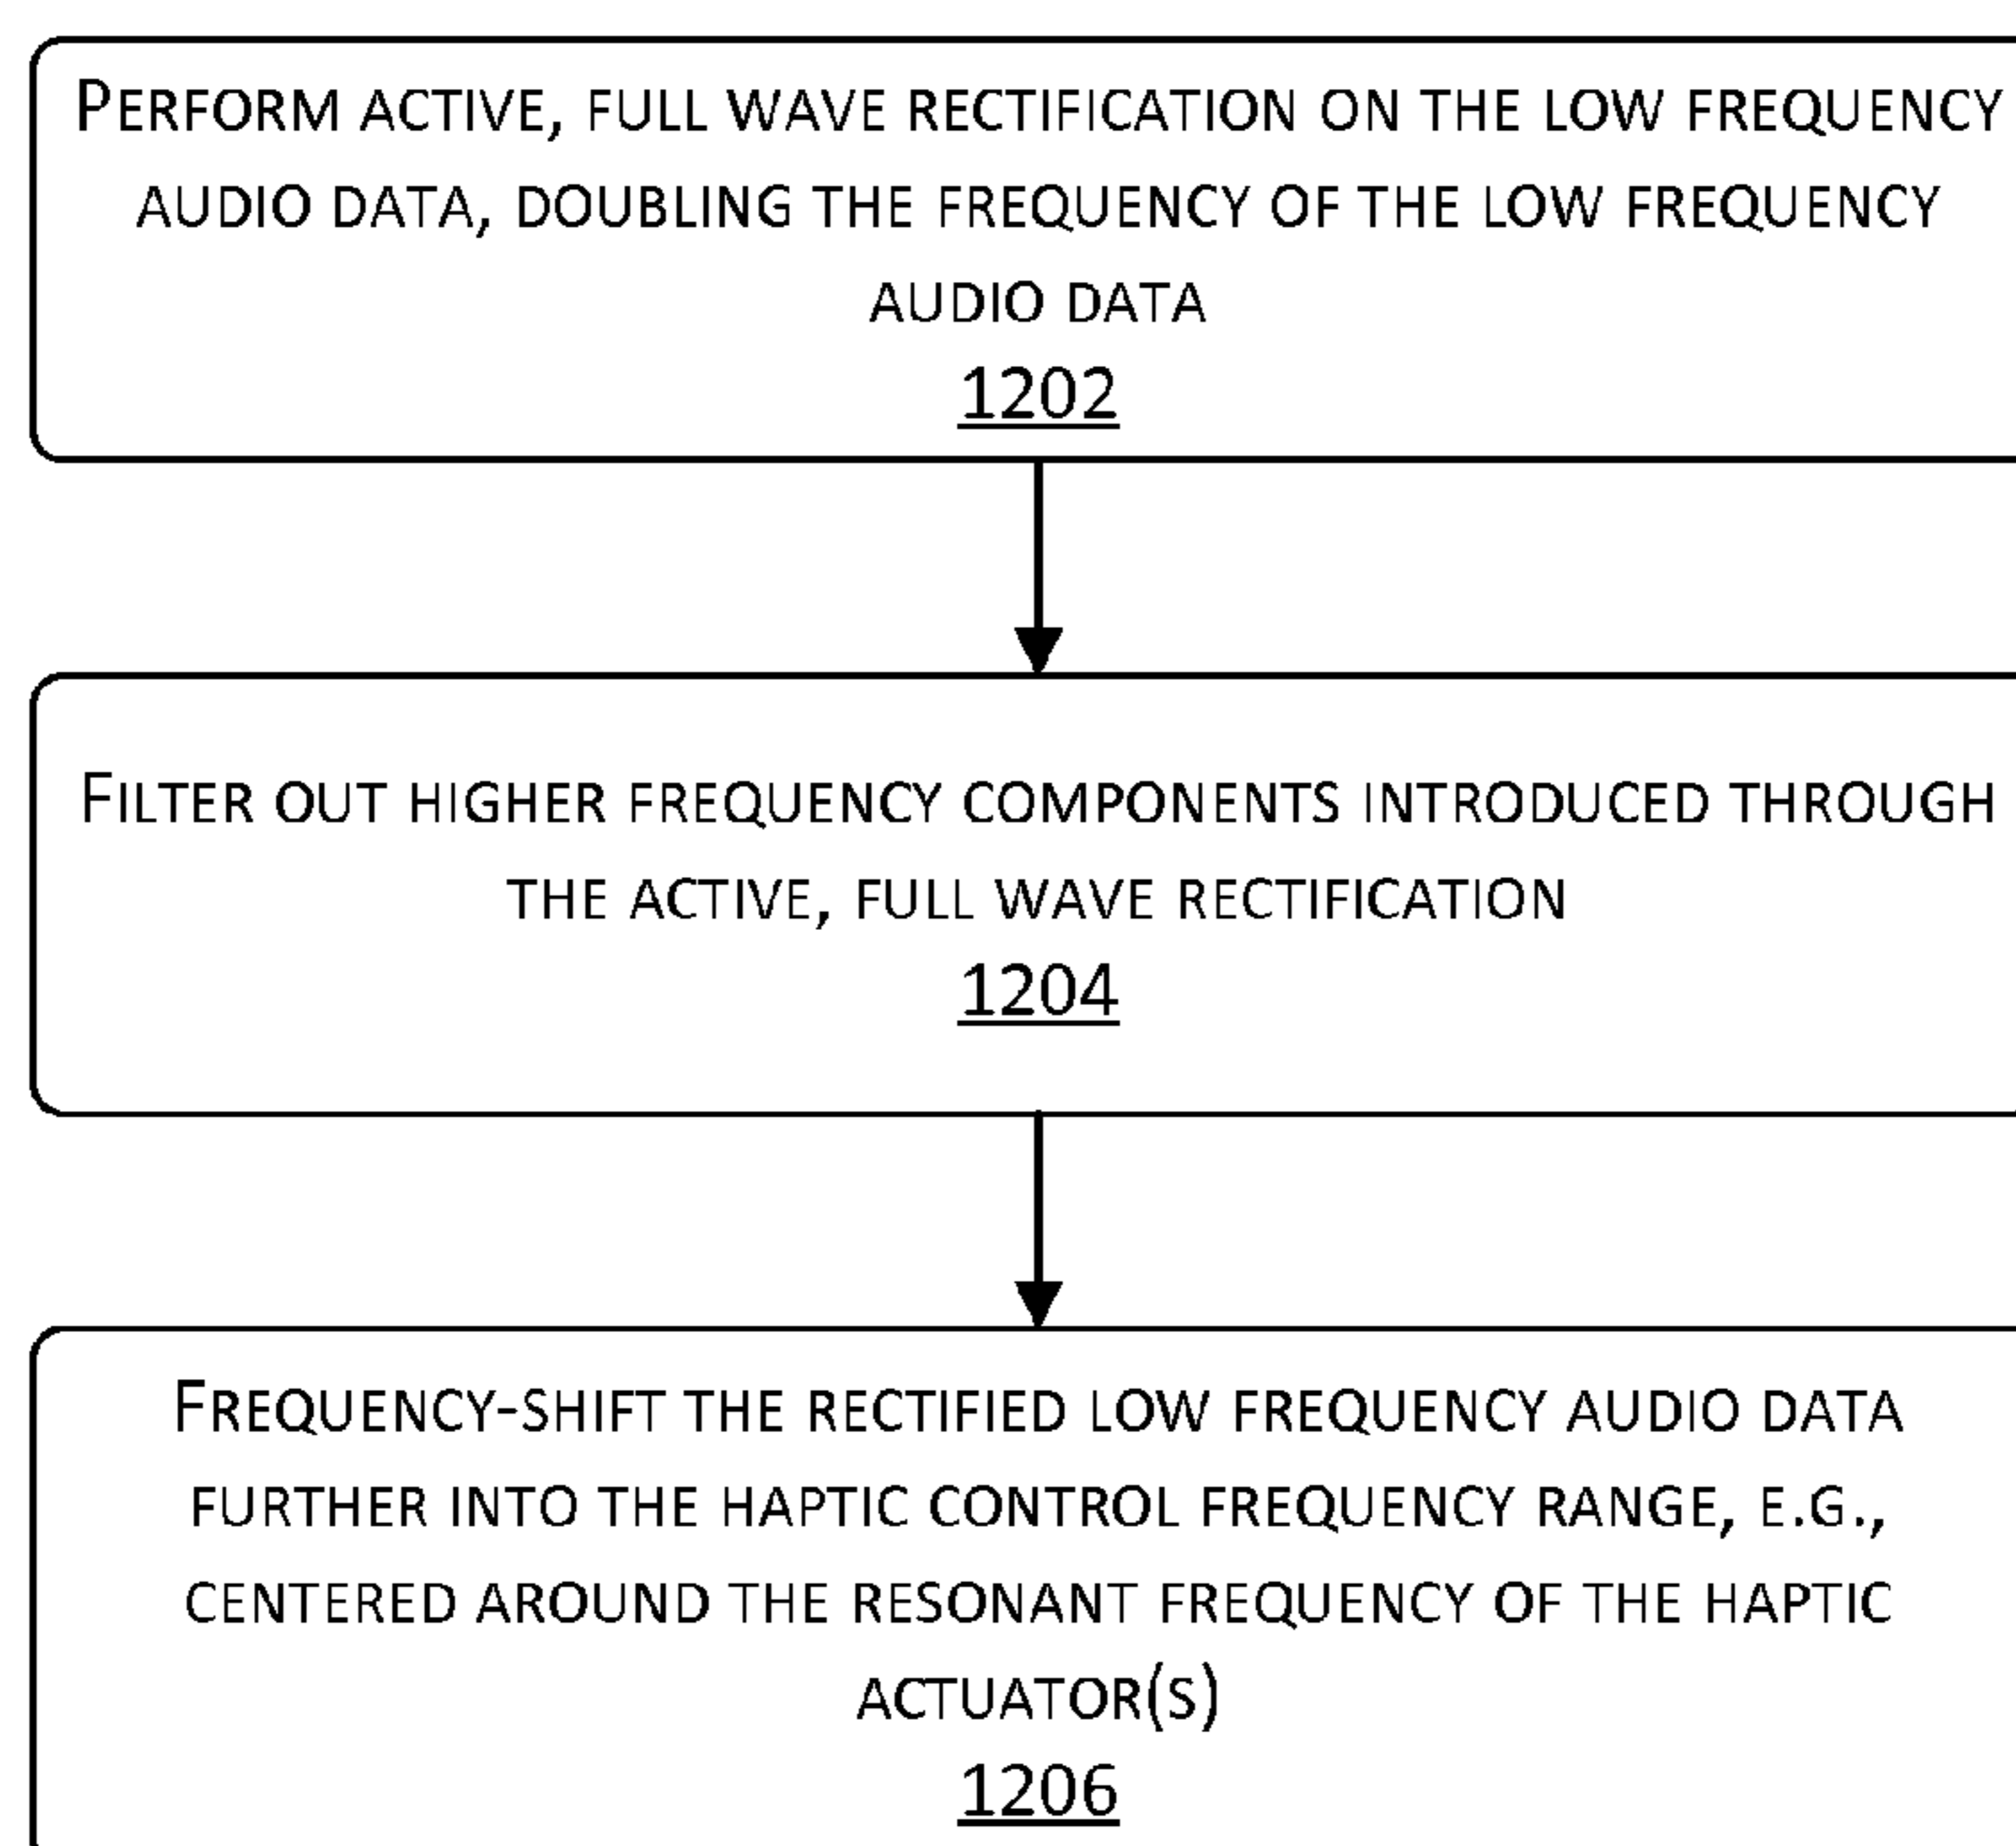 PERFORM ACTIVE, FULL WAVE RECTIFICATION ON THE LOW FREQUENCY
AUDIO DATA, DOUBLING THE FREQUENCY OF THE LOW FREQUENCY
AUDIO DATA
1202
FILTER OUT HIGHER FREQUENCY COMPONENTS INTRODUCED THROUGH
THE ACTIVE, FULL WAVE RECTIFICATION
1204
FREQUENCY-SHIFT THE RECTIFIED LOW FREQUENCY AUDIO DATA
FURTHER INTO THE HAPTIC CONTROL FREQUENCY RANGE, E.G.,
CENTERED AROUND THE RESONANT FREQUENCY OF THE HAPTIC
ACTUATOR(S)
1206